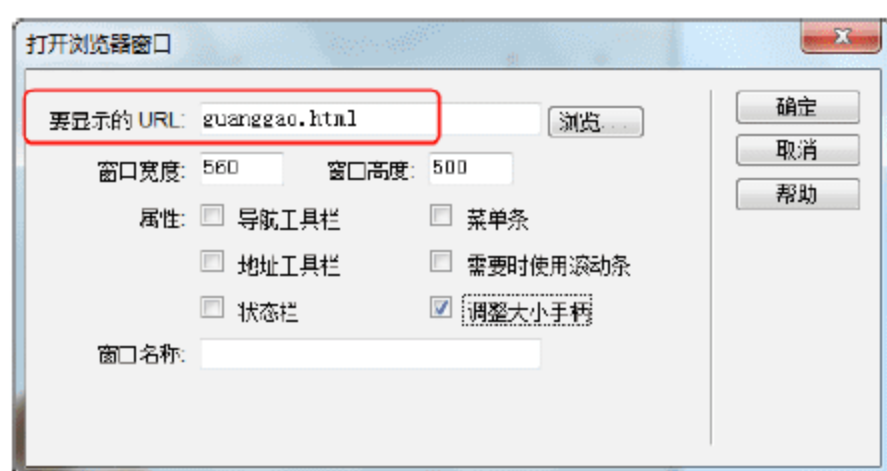 打开浏览器窗口
要显示的 URL: guanggao.html 浏览... 确定
取消
窗口宽度: 560 窗口高度: 500
帮助
属性: 导航工具栏 菜单条
地址工具栏 需要时使用滚动条
状态栏 调整大小手柄
窗口名称: